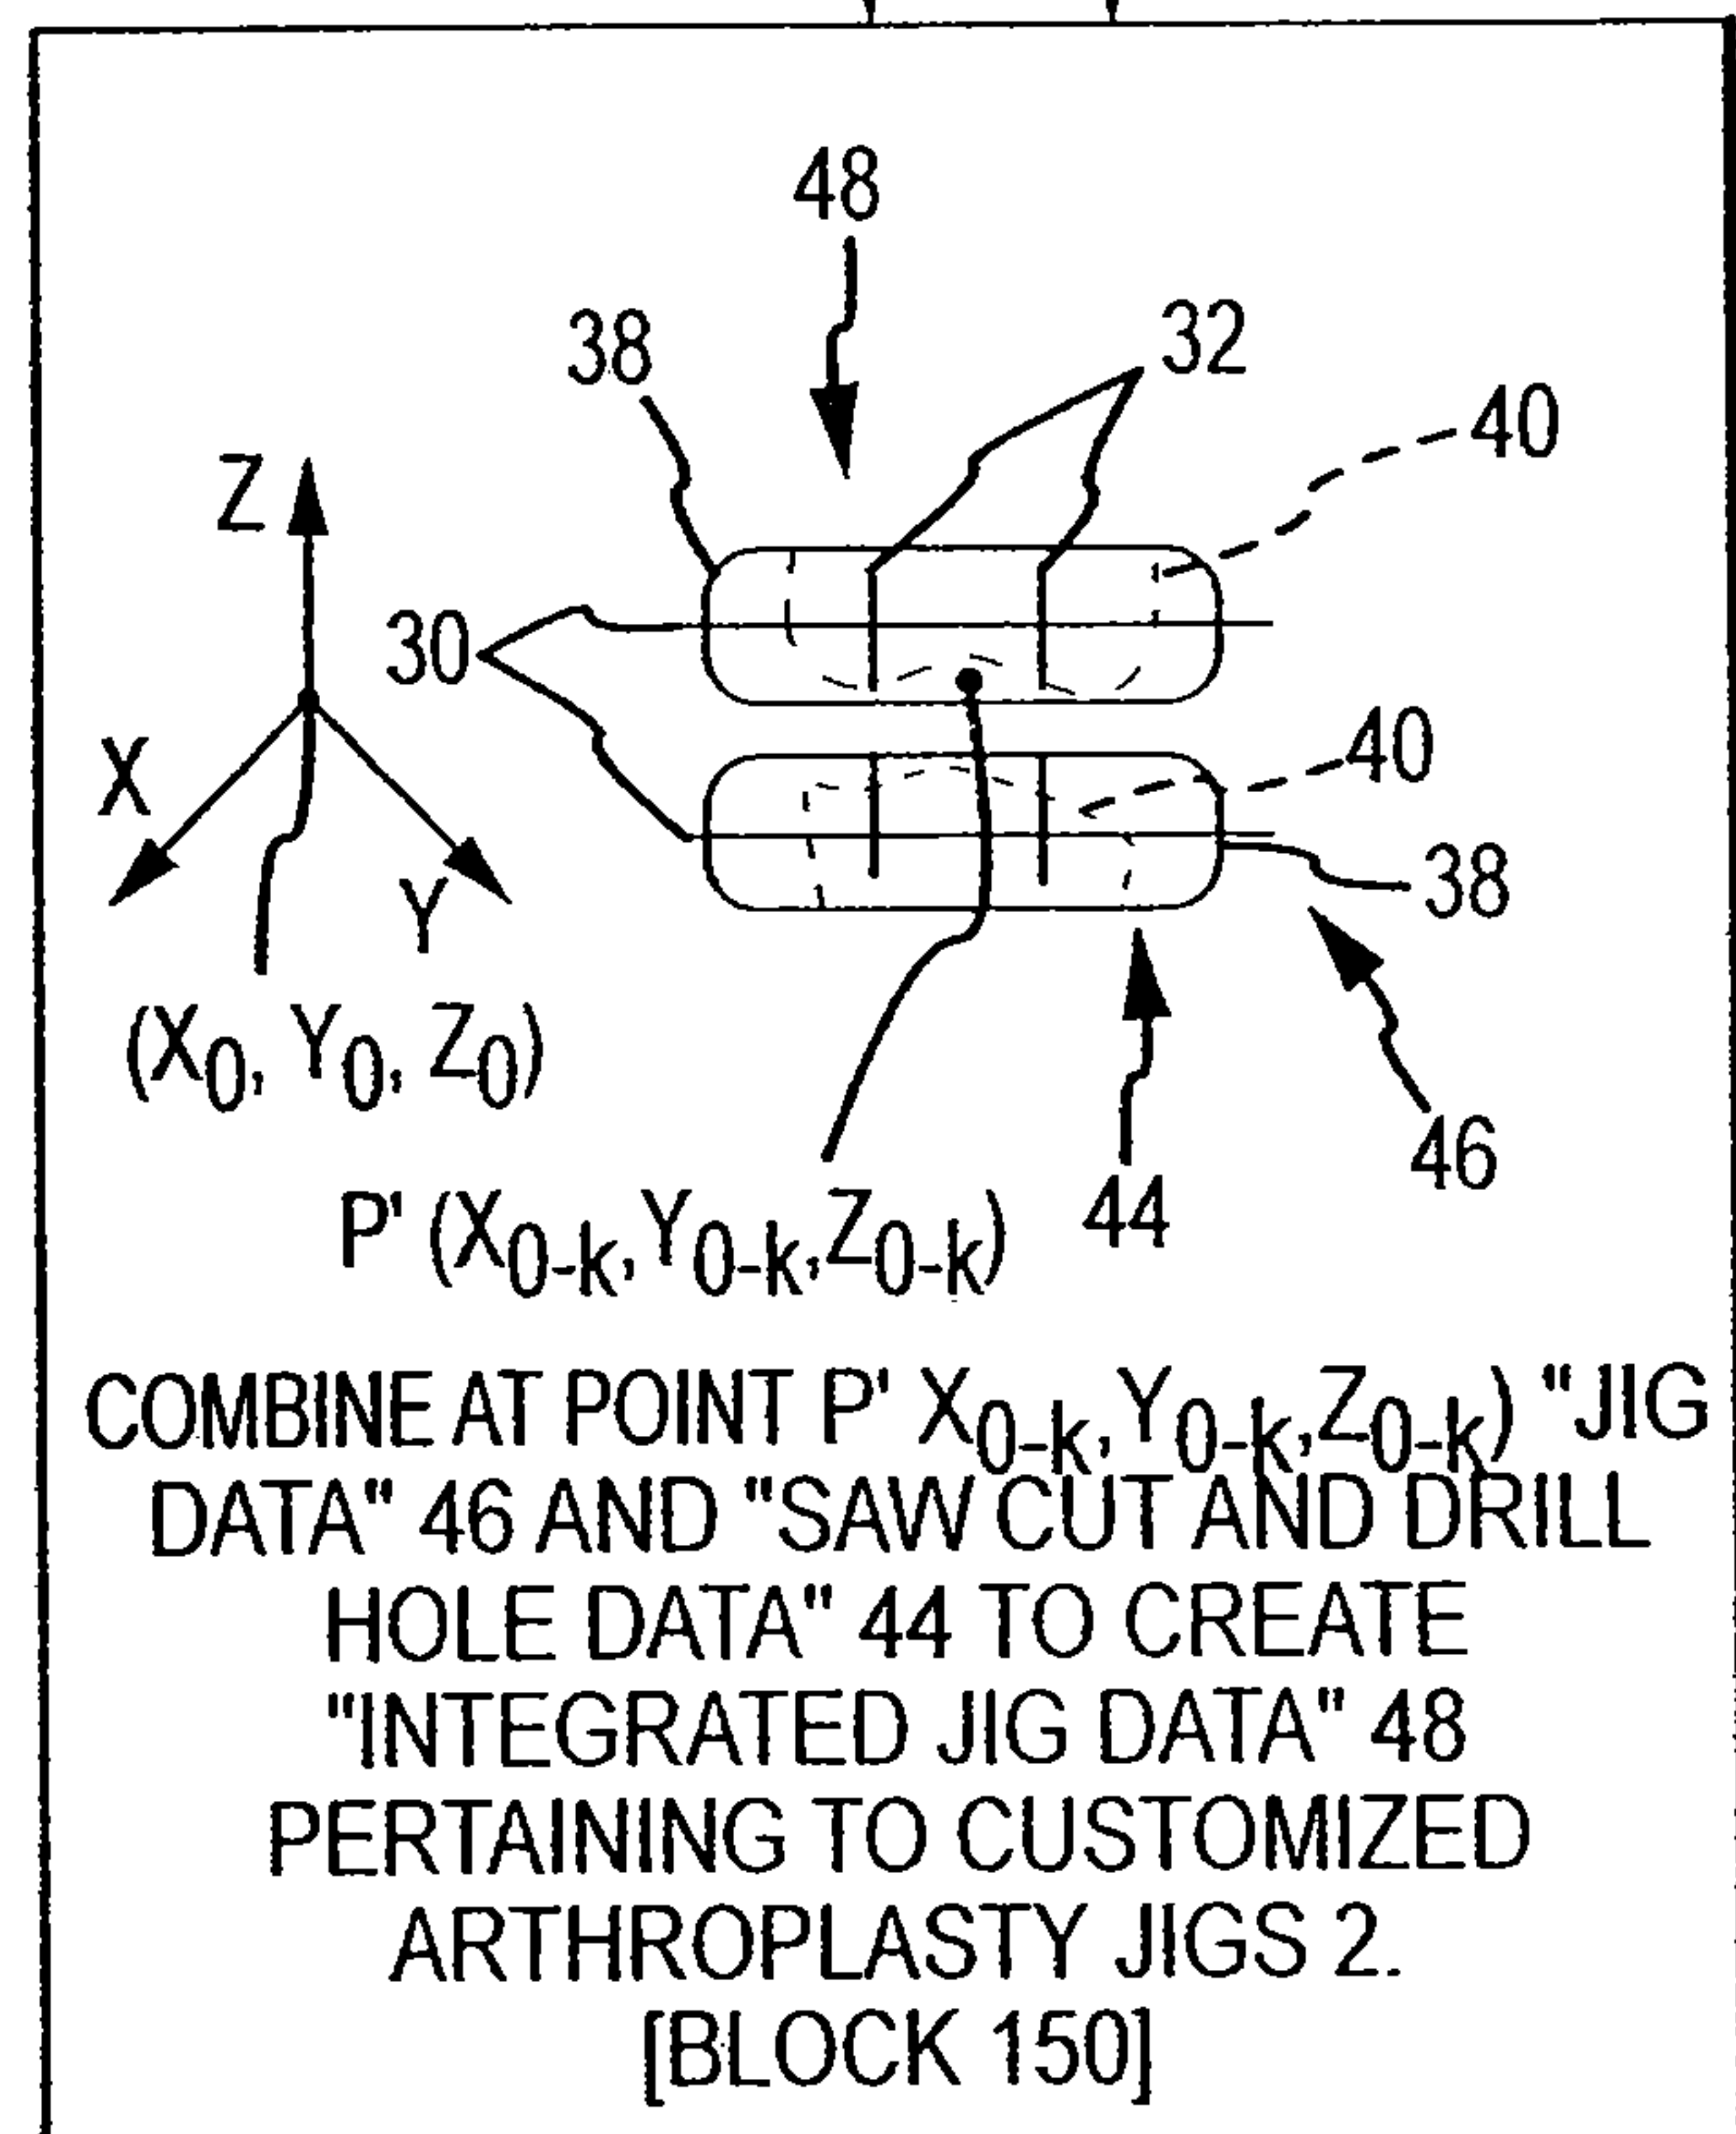 48
38
32
40
Z
30
X
40
Y
38
(X₀, Y₀, Z₀)
46
P' (X₀₋ₖ,Y₀₋ₖ,Z₀₋ₖ)
44
COMBINE AT POINT P' X₀₋ₖ,Y₀₋ₖ,Z₀₋ₖ) "JIG
DATA" 46 AND "SAW CUT AND DRILL
HOLE DATA" 44 TO CREATE
"INTEGRATED JIG DATA" 48
PERTAINING TO CUSTOMIZED
ARTHROPLASTY JIGS 2.
[BLOCK 150]